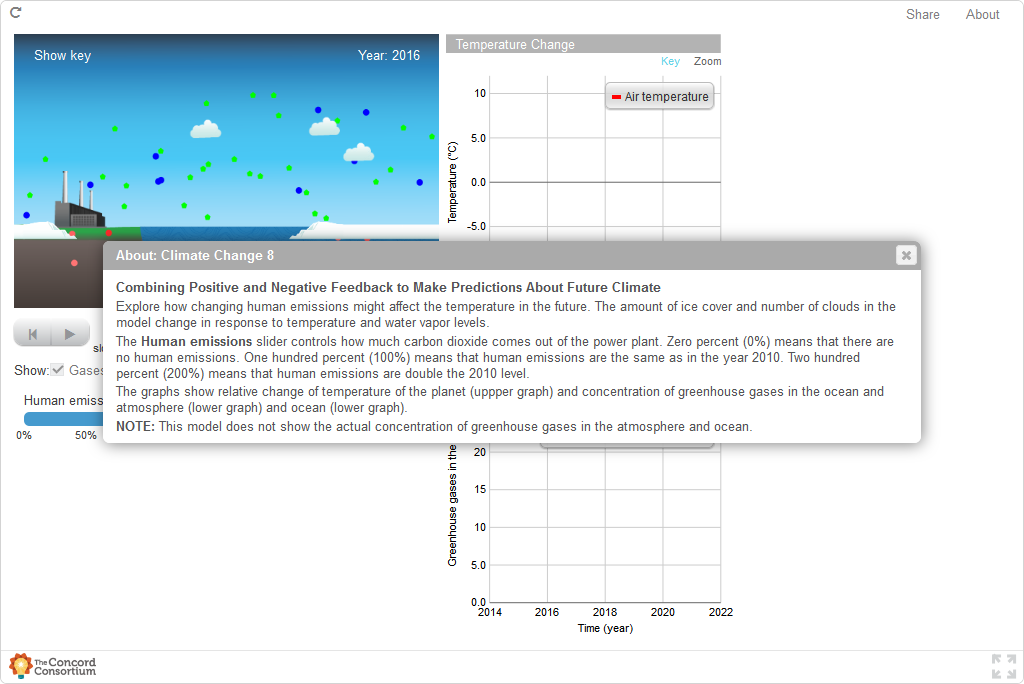 Share About
Show key
Year: 2016
Temperature Change
Key Zoom
Air temperature
10
5.0
0.0
-5.0
Temperature (°C)
About: Climate Change 8
Combining Positive and Negative Feedback to Make Predictions About Future Climate
Explore how changing human emissions might affect the temperature in the future. The amount of ice cover and number of clouds in the
model change in response to temperature and water vapor levels.
The Human emissions slider controls how much carbon dioxide comes out of the power plant. Zero percent (0%) means that there are
no human emissions. One hundred percent (100%) means that human emissions are the same as in the year 2010. Two hundred
percent (200%) means that human emissions are double the 2010 level.
The graphs show relative change of temperature of the planet (uppper graph) and concentration of greenhouse gases in the ocean and
atmosphere (lower graph) and ocean (lower graph).
NOTE: This model does not show the actual concentration of greenhouse gases in the atmosphere and ocean.
Show: Gases
Human emiss
0% 50%
Greenhouse gases in the
20
15
10
5.0
0.0
2014 2016 2018 2020 2022
Time (year)
The Concord
Consortium